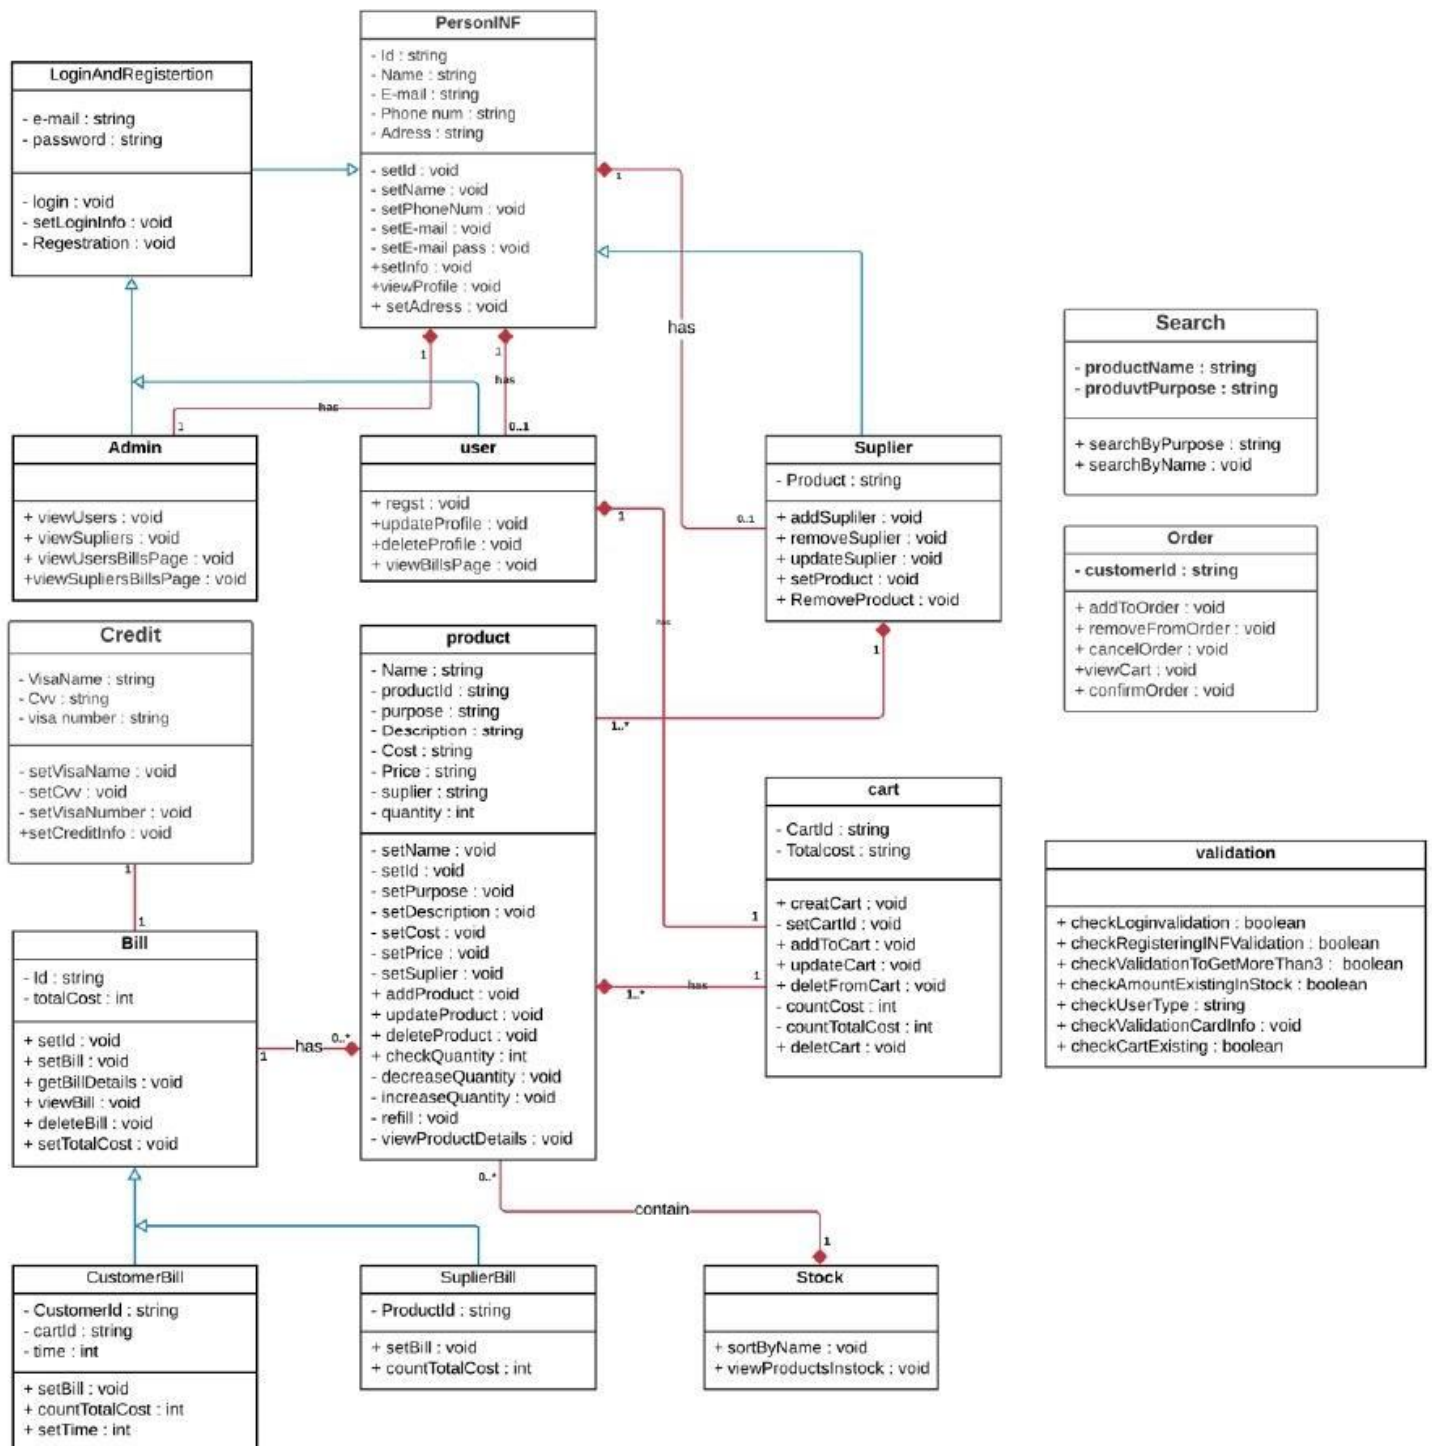 PersonINF
- Id : string
- Name : string
- E-mail : string
- Phone num : string
- Adress : string
- setId : void
- setName : void
- setPhoneNum : void
- setE-mail : void
- setE-mail pass : void
+setInfo : void
+viewProfile : void
+ setAdress : void
LoginAndRegistertion
- e-mail : string
- password : string
- login : void
- setLoginInfo : void
- Regestration : void
1
has
0..1
1
has
1
1
has
0..1
Admin
+ viewUsers : void
+ viewSupliers : void
+ viewUsersBillsPage : void
+viewSupliersBillsPage : void
user
+ regst : void
+updateProfile : void
+deleteProfile : void
+ viewBillsPage : void
1
has
1
Suplier
- Product : string
+ addSupliler : void
+ removeSuplier : void
+ updateSuplier : void
+ setProduct : void
+ RemoveProduct : void
1
1..*
Search
- productName : string
- produvtPurpose : string
+ searchByPurpose : string
+ searchByName : void
Order
- customerId : string
+ addToOrder : void
+ removeFromOrder : void
+ cancelOrder : void
+viewCart : void
+ confirmOrder : void
Credit
- VisaName : string
- Cvv : string
- visa number : string
- setVisaName : void
- setCvv : void
- setVisaNumber : void
+setCreditInfo : void
1
1
product
- Name : string
- productId : string
- purpose : string
- Description : string
- Cost : string
- Price : string
- suplier : string
- quantity : int
- setName : void
- setId : void
- setPurpose : void
- setDescription : void
- setCost : void
- setPrice : void
- setSuplier : void
+ addProduct : void
+ updateProduct : void
+ deleteProduct : void
+ checkQuantity : int
- decreaseQuantity : void
- increaseQuantity : void
- refill : void
- viewProductDetails : void
cart
- CartId : string
- Totalcost : string
+ creatCart : void
- setCartId : void
+ addToCart : void
+ updateCart : void
+ deletFromCart : void
- countCost : int
- countTotalCost : int
+ deletCart : void
1..*
has
1
validation
+ checkLoginvalidation : boolean
+ checkRegisteringINFValidation : boolean
+ checkValidationToGetMoreThan3 : boolean
+ checkAmountExistingInStock : boolean
+ checkUserType : string
+ checkValidationCardInfo : void
+ checkCartExisting : boolean
Bill
- Id : string
- totalCost : int
+ setId : void
+ setBill : void
+ getBillDetails : void
+ viewBill : void
+ deleteBill : void
+ setTotalCost : void
1
has
0..*
0..*
contain
1
CustomerBill
- CustomerId : string
- cartId : string
- time : int
+ setBill : void
+ countTotalCost : int
+ setTime : int
SuplierBill
- ProductId : string
+ setBill : void
+ countTotalCost : int
Stock
+ sortByName : void
+ viewProductsInstock : void